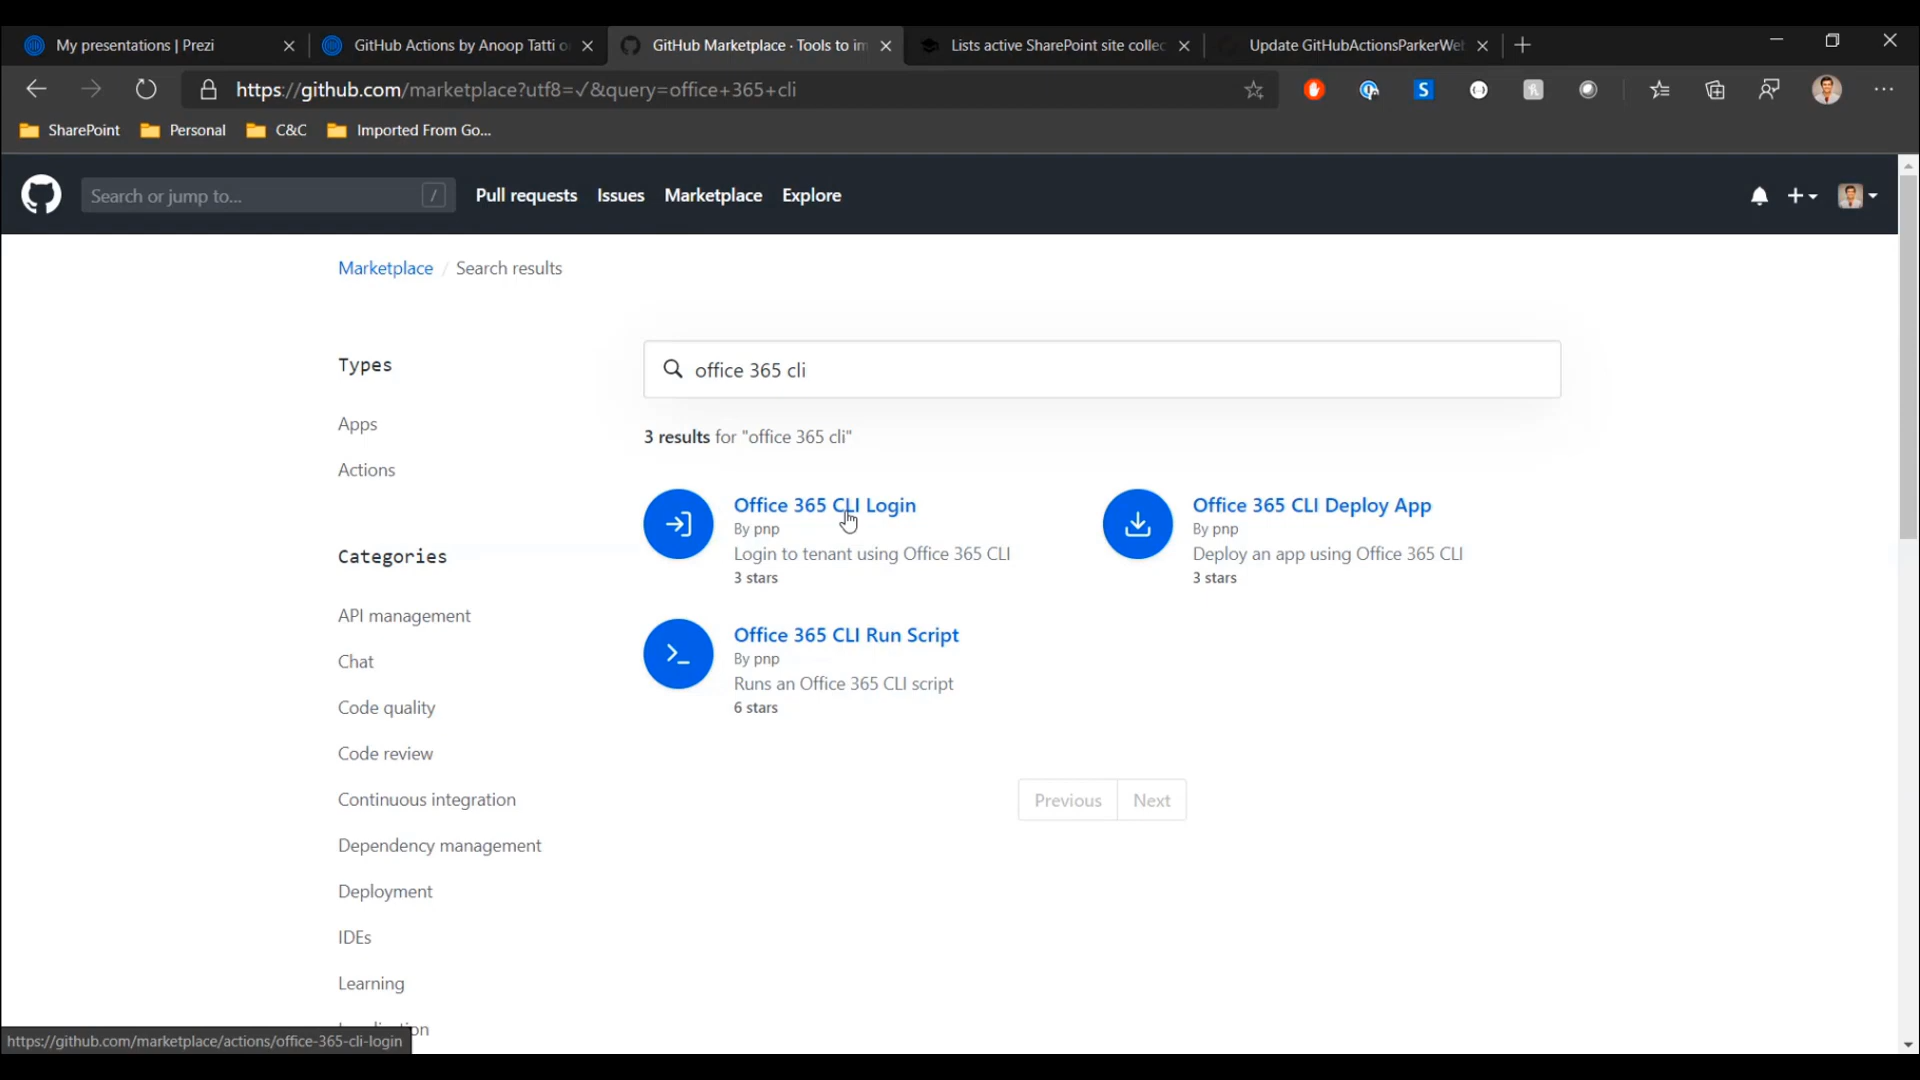 My presentations | Prezi
GitHub Actions by Anoop Tatti o
GitHub Marketplace · Tools to im
Lists active SharePoint site collec
Update GitHubActionsParkerWe
https://github.com/marketplace?utf8=✓&query=office+365+cli
SharePoint
Personal
C&C
Imported From Go...
Search or jump to...
/
Pull requests
Issues
Marketplace
Explore
Marketplace / Search results
Types
Apps
Actions
Categories
API management
Chat
Code quality
Code review
Continuous integration
Dependency management
Deployment
IDEs
Learning
office 365 cli
3 results for "office 365 cli"
Office 365 CLI Login
By pnp
Login to tenant using Office 365 CLI
3 stars
Office 365 CLI Deploy App
By pnp
Deploy an app using Office 365 CLI
3 stars
Office 365 CLI Run Script
By pnp
Runs an Office 365 CLI script
6 stars
Previous
Next
https://github.com/marketplace/actions/office-365-cli-login